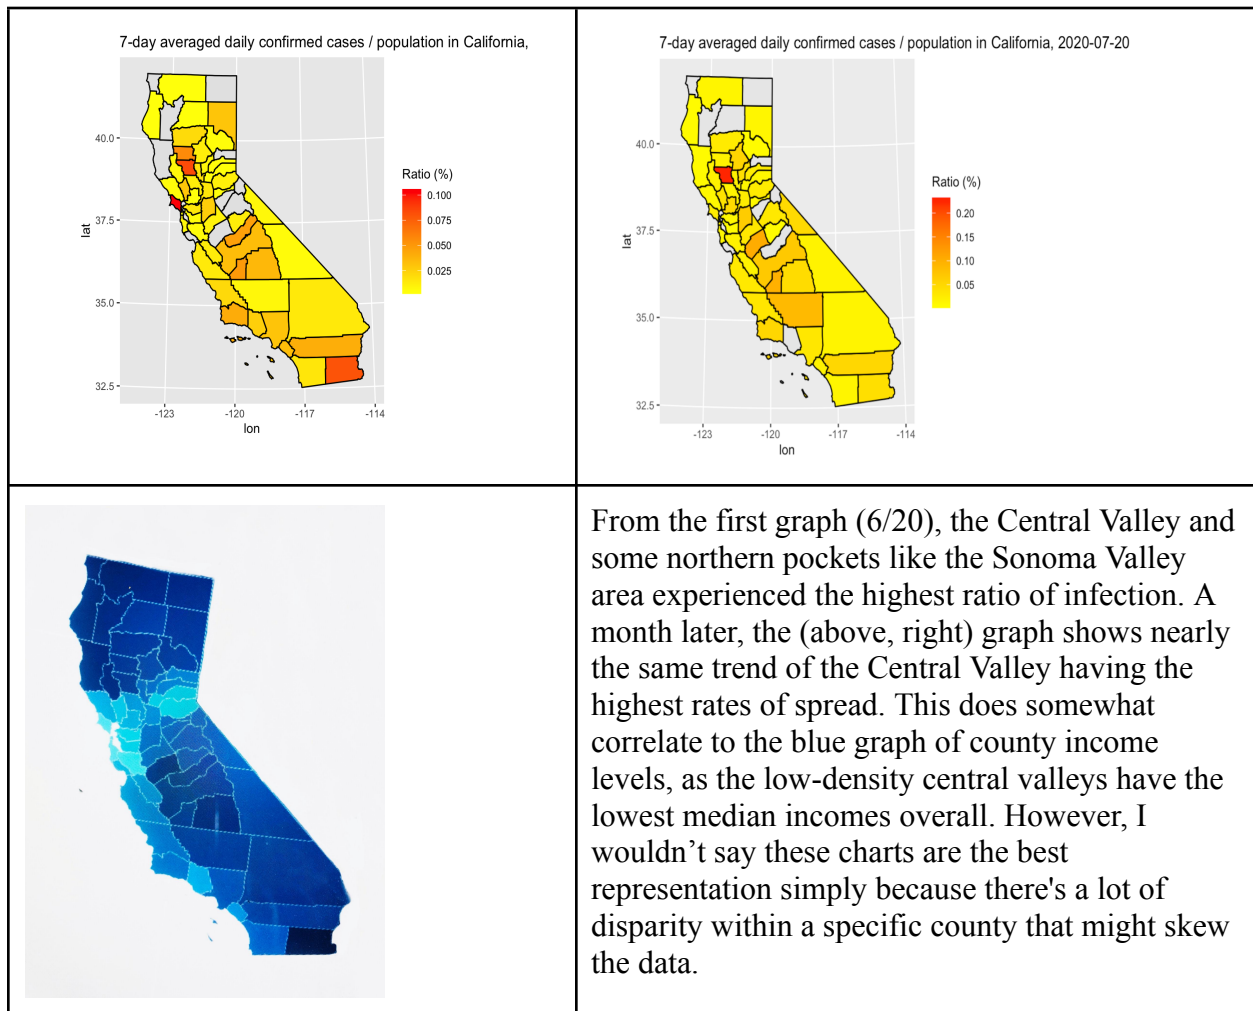 7-day averaged daily confirmed cases / population in California,
40.0
37.5
35.0
32.5
lat
-123
-120
-117
-114
lon
Ratio (%)
0.100
0.075
0.050
0.025
7-day averaged daily confirmed cases / population in California, 2020-07-20
40.0
37.5
35.0
32.5
lat
-123
-120
-117
-114
lon
Ratio (%)
0.20
0.15
0.10
0.05
From the first graph (6/20), the Central Valley and
some northern pockets like the Sonoma Valley
area experienced the highest ratio of infection. A
month later, the (above, right) graph shows nearly
the same trend of the Central Valley having the
highest rates of spread. This does somewhat
correlate to the blue graph of county income
levels, as the low-density central valleys have the
lowest median incomes overall. However, I
wouldn’t say these charts are the best
representation simply because there's a lot of
disparity within a specific county that might skew
the data.